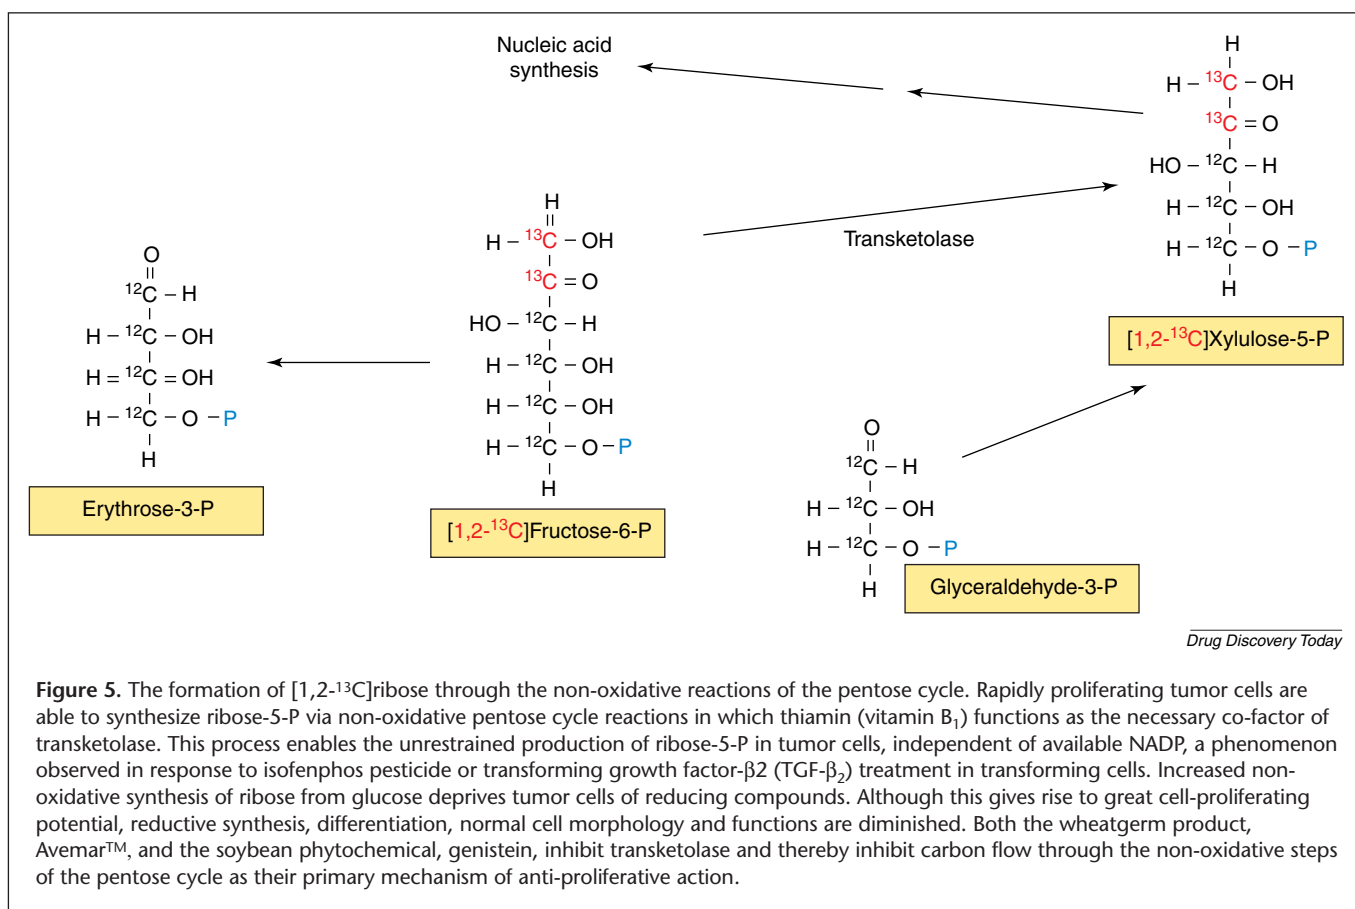 Nucleic acid
synthesis
H
H – ¹³C – OH
¹³C = O
HO – ¹²C – H
H – ¹²C – OH
H – ¹²C – O – P
H
[1,2-¹³C]Xylulose-5-P
Transketolase
H
H – ¹³C – OH
¹³C = O
HO – ¹²C – H
H – ¹²C – OH
H – ¹²C – OH
H – ¹²C – O – P
H
[1,2-¹³C]Fructose-6-P
O
¹²C – H
H – ¹²C – OH
H = ¹²C = OH
H – ¹²C – O – P
H
Erythrose-3-P
O
¹²C – H
H – ¹²C – OH
H – ¹²C – O – P
H
Glyceraldehyde-3-P
Drug Discovery Today
Figure 5. The formation of [1,2-¹³C]ribose through the non-oxidative reactions of the pentose cycle. Rapidly proliferating tumor cells are
able to synthesize ribose-5-P via non-oxidative pentose cycle reactions in which thiamin (vitamin B₁) functions as the necessary co-factor of
transketolase. This process enables the unrestrained production of ribose-5-P in tumor cells, independent of available NADP, a phenomenon
observed in response to isofenphos pesticide or transforming growth factor-β2 (TGF-β₂) treatment in transforming cells. Increased non-
oxidative synthesis of ribose from glucose deprives tumor cells of reducing compounds. Although this gives rise to great cell-proliferating
potential, reductive synthesis, differentiation, normal cell morphology and functions are diminished. Both the wheatgerm product,
Avemar™, and the soybean phytochemical, genistein, inhibit transketolase and thereby inhibit carbon flow through the non-oxidative steps
of the pentose cycle as their primary mechanism of anti-proliferative action.